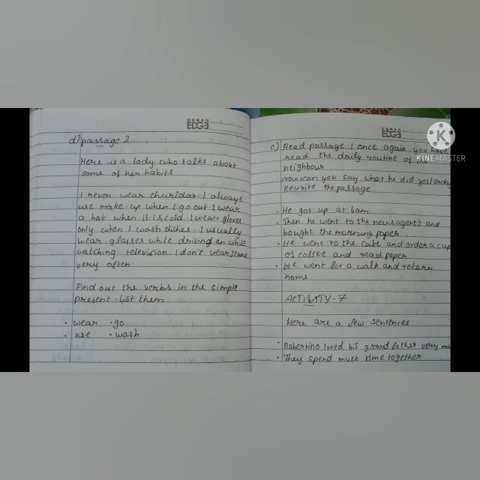 EDGE
d) passage 2
Here is a lady who talks about
some of her habits
I never wear churidar. I always
use make-up when I go out I wear
a hat when it is cold. I wear gloves
only when I wash dishes. I usually
wear glasses while driving or while
watching television. I don't wear
very often
Find out the verbs in the simple
present. List them
• wear • go
• use • wash
EDGE
c) Read passage 1 once again you have
read the daily routine of
neighbour
now can you say what he did yesterday
Rewrite the passage
• He got up at 6am
• Then he went to the newsagent's and
bought the morning paper
• He went to the cafe and order a cup
of coffee and read paper
• He went for a walk and return
home
ACTIVITY-7
Here are a few sentences
• Robertino loved his grand father very
• They spend much time together
KINEMASTER